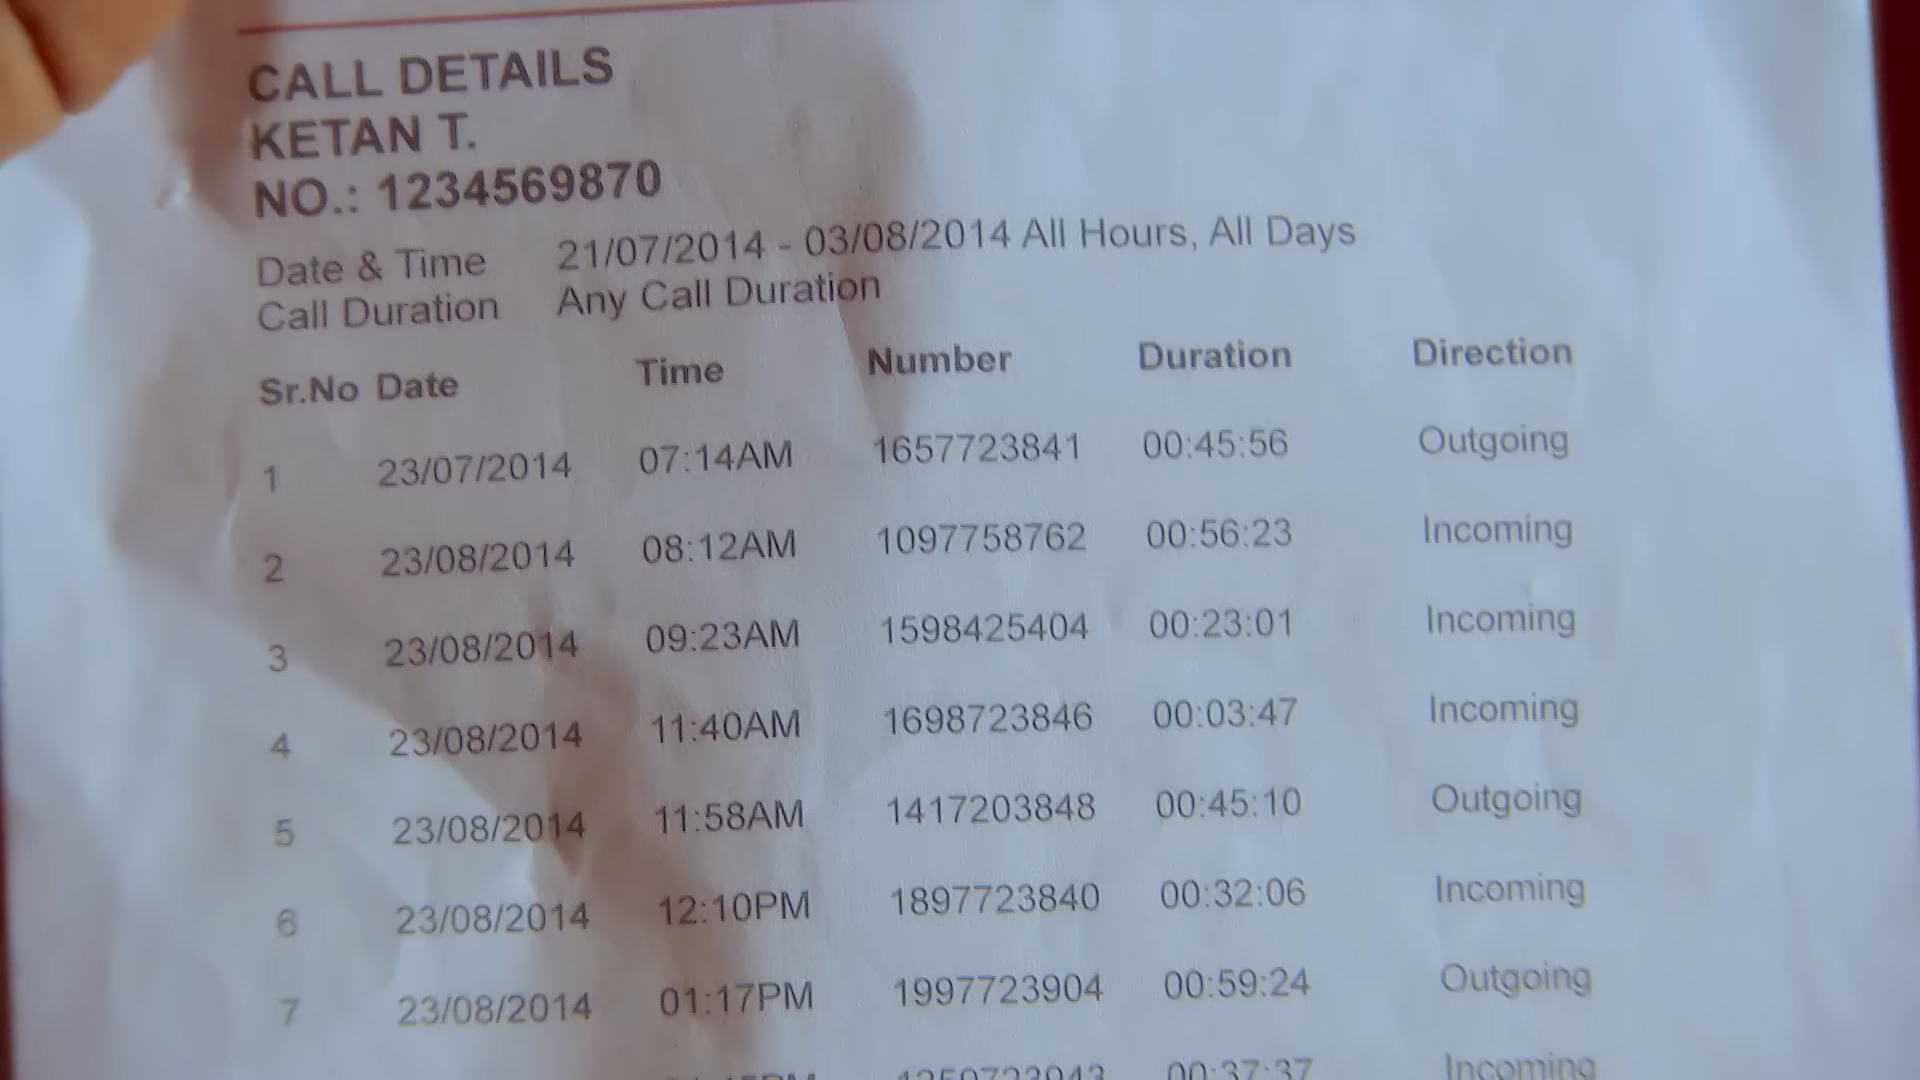 CALL DETAILS
KETAN T.
NO.: 1234569870
Date & Time 21/07/2014 - 03/08/2014 All Hours, All Days
Call Duration Any Call Duration
Sr.No Date Time Number Duration Direction
1 23/07/2014 07:14AM 1657723841 00:45:56 Outgoing
2 23/08/2014 08:12AM 1097758762 00:56:23 Incoming
3 23/08/2014 09:23AM 1598425404 00:23:01 Incoming
4 23/08/2014 11:40AM 1698723846 00:03:47 Incoming
5 23/08/2014 11:58AM 1417203848 00:45:10 Outgoing
6 23/08/2014 12:10PM 1897723840 00:32:06 Incoming
7 23/08/2014 01:17PM 1997723904 00:59:24 Outgoing
00:37:37 Incoming